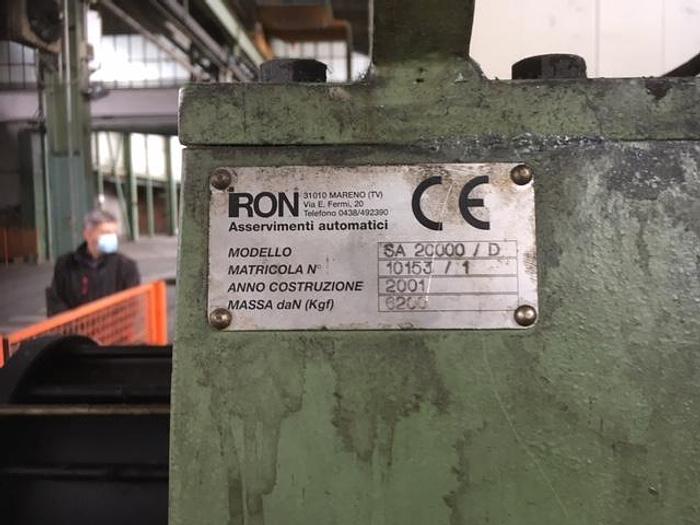 IRON
31010 MARENO (TV)
Via E. Fermi, 20
Telefono 0438/492390
Asservimenti automatici
CE
MODELLO SA 20000 / D
MATRICOLA N° 10153 / 1
ANNO COSTRUZIONE 2001
MASSA daN (Kgf) 6200